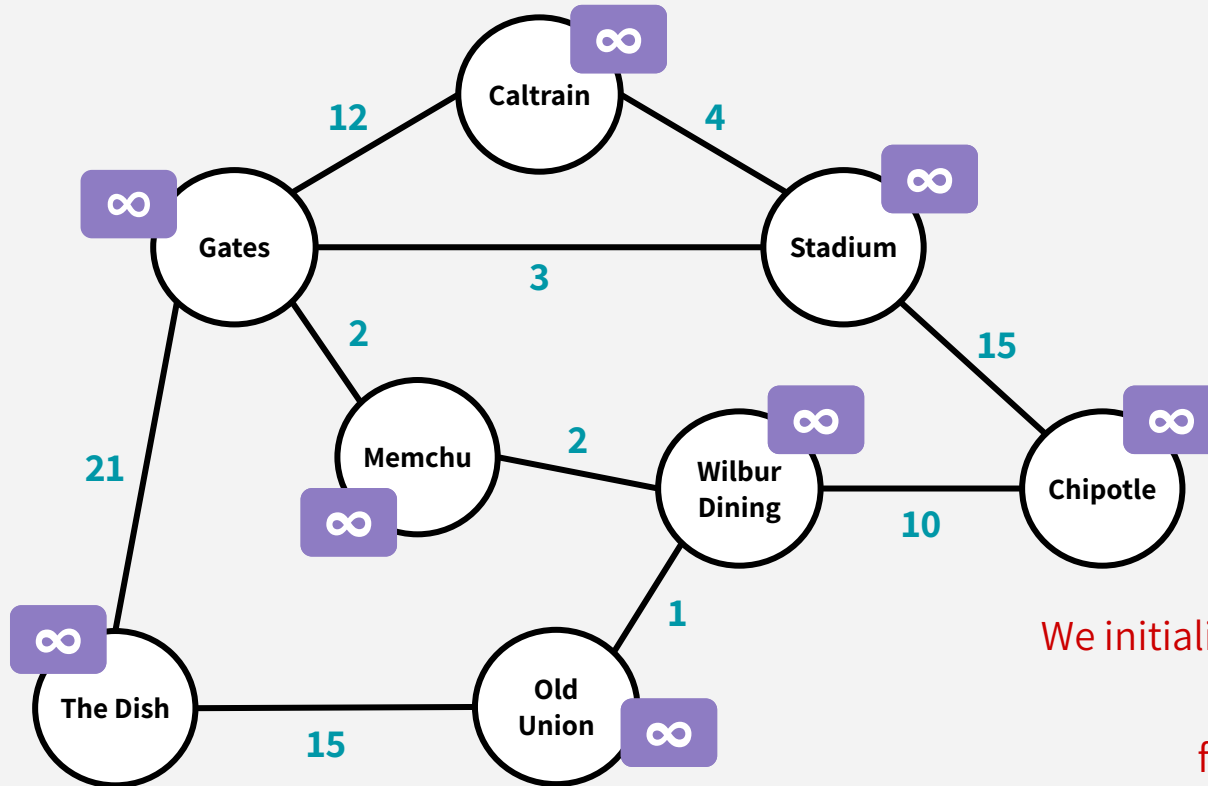 ∞
Caltrain
12
4
∞
∞
Gates
Stadium
3
2
15
∞
∞
21
2
Memchu
Wilbur
Dining
Chipotle
∞
10
1
We initiali
∞
Old
Union
The Dish
∞
15
f